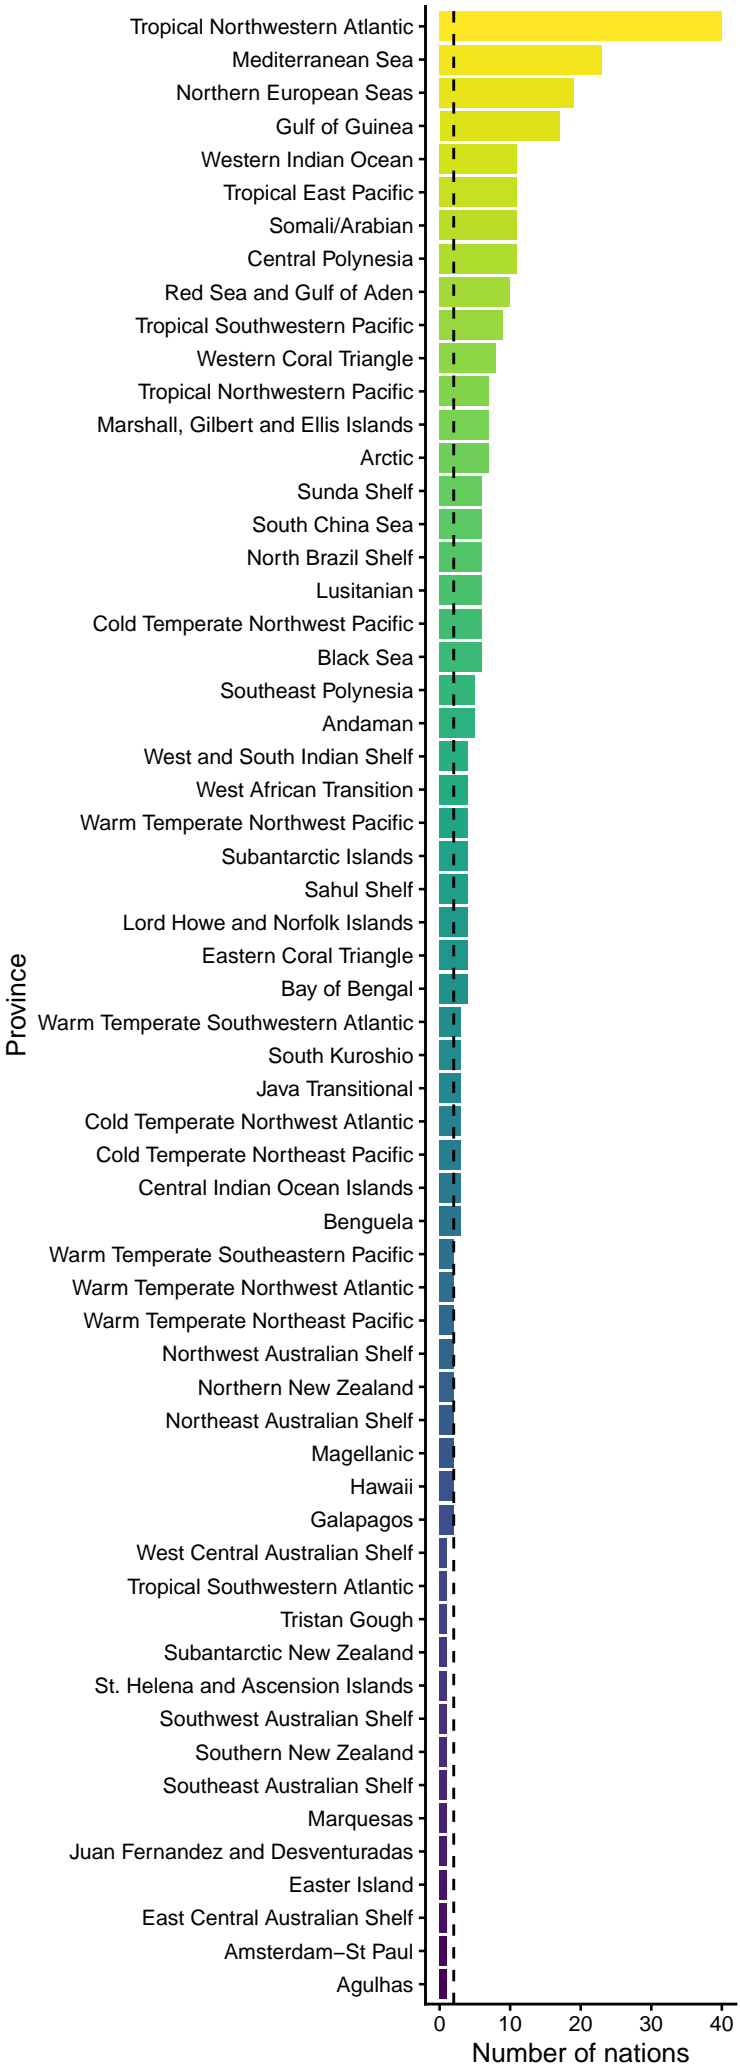 Tropical Northwestern Atlantic
Mediterranean Sea
Northern European Seas
Gulf of Guinea
Western Indian Ocean
Tropical East Pacific
Somali/Arabian
Central Polynesia
Red Sea and Gulf of Aden
Tropical Southwestern Pacific
Western Coral Triangle
Tropical Northwestern Pacific
Marshall, Gilbert and Ellis Islands
Arctic
Sunda Shelf
South China Sea
North Brazil Shelf
Lusitanian
Cold Temperate Northwest Pacific
Black Sea
Southeast Polynesia
Andaman
West and South Indian Shelf
West African Transition
Warm Temperate Northwest Pacific
Subantarctic Islands
Sahul Shelf
Lord Howe and Norfolk Islands
Eastern Coral Triangle
Bay of Bengal
Warm Temperate Southwestern Atlantic
South Kuroshio
Java Transitional
Cold Temperate Northwest Atlantic
Cold Temperate Northeast Pacific
Central Indian Ocean Islands
Benguela
Warm Temperate Southeastern Pacific
Warm Temperate Northwest Atlantic
Warm Temperate Northeast Pacific
Northwest Australian Shelf
Northern New Zealand
Northeast Australian Shelf
Magellanic
Hawaii
Galapagos
West Central Australian Shelf
Tropical Southwestern Atlantic
Tristan Gough
Subantarctic New Zealand
St. Helena and Ascension Islands
Southwest Australian Shelf
Southern New Zealand
Southeast Australian Shelf
Marquesas
Juan Fernandez and Desventuradas
Easter Island
East Central Australian Shelf
Amsterdam−St Paul
Agulhas
Province
0 10 20 30 40
Number of nations